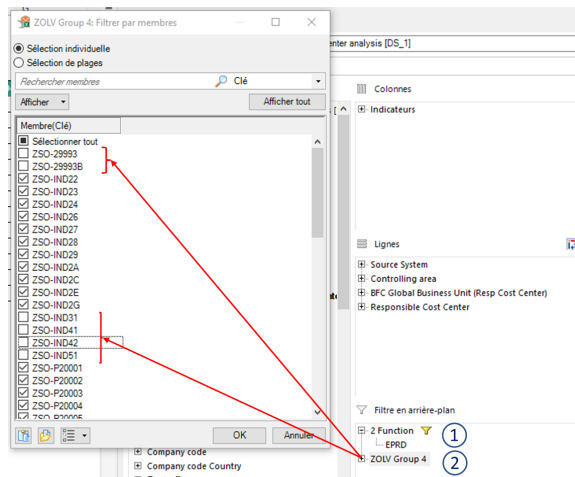 ZOLV Group 4: Filtrer par membres
enter analysis [DS_1]
Sélection individuelle
Sélection de plages
Rechercher membres
Clé
Afficher
Afficher tout
Membre(Clé)
Sélectionner tout
ZSO-29993
ZSO-29993B
ZSO-IND22
ZSO-IND23
ZSO-IND24
ZSO-IND26
ZSO-IND27
ZSO-IND28
ZSO-IND29
ZSO-IND2A
ZSO-IND2C
ZSO-IND2E
ZSO-IND2G
ZSO-IND31
ZSO-IND41
ZSO-IND42
ZSO-IND51
ZSO-P20001
ZSO-P20002
ZSO-P20003
ZSO-P20004
ZSO-P20005
OK
Annuler
Colonnes
Indicateurs
Lignes
Source System
Controlling area
BFC Global Business Unit (Resp Cost Center)
Responsible Cost Center
Filtre en arrière-plan
2 Function
1
EPRD
ZOLV Group 4
2
Company code
Company code Country